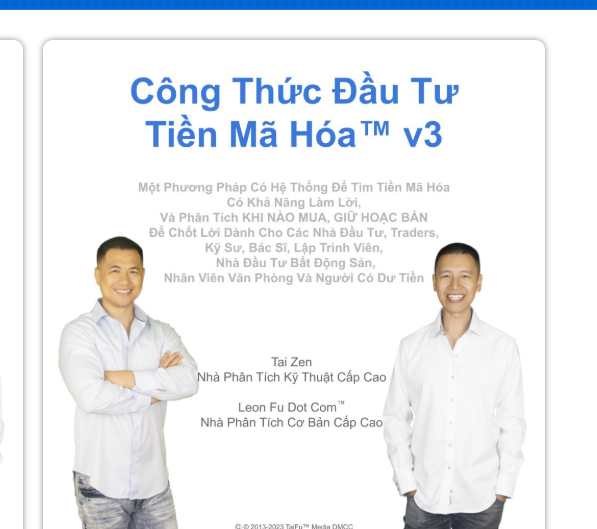 Công Thức Đầu Tư
Tiền Mã Hóa™ v3
Một Phương Pháp Có Hệ Thống Để Tìm Tiền Mã Hóa
Có Khả Năng Làm Lời,
Và Phân Tích KHI NÀO MUA, GIỮ HOẶC BÁN
Để Chốt Lời Dành Cho Các Nhà Đầu Tư, Traders,
Kỹ Sư, Bác Sĩ, Lập Trình Viên,
Nhà Đầu Tư Bất Động Sản,
Nhân Viên Văn Phòng Và Người Có Dư Tiền
Tai Zen
Nhà Phân Tích Kỹ Thuật Cấp Cao
Leon Fu Dot Com™
Nhà Phân Tích Cơ Bản Cấp Cao
© ℗ 2013-2023 TaiFu™ Media DMCC